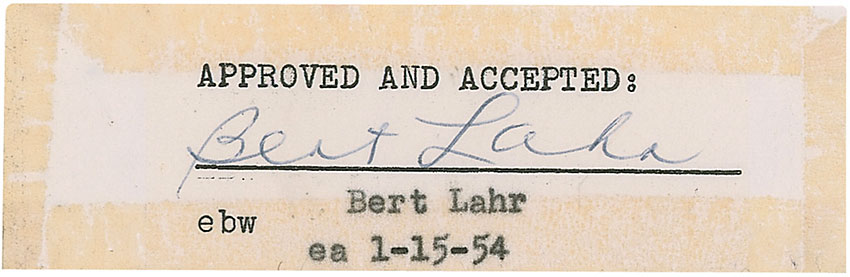 APPROVED AND ACCEPTED:
Bert Lahr
Bert Lahr
ebw
ea 1-15-54